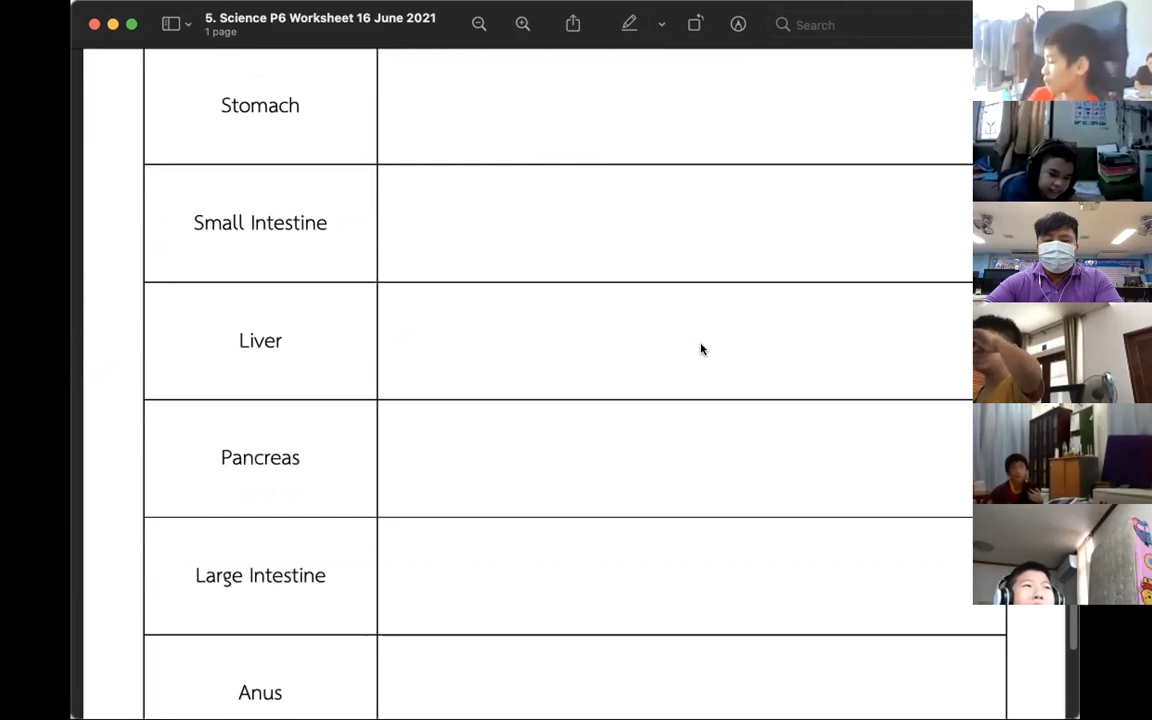 5. Science P6 Worksheet 16 June 2021
1 page
Search
Stomach
Small Intestine
Liver
Pancreas
Large Intestine
Anus